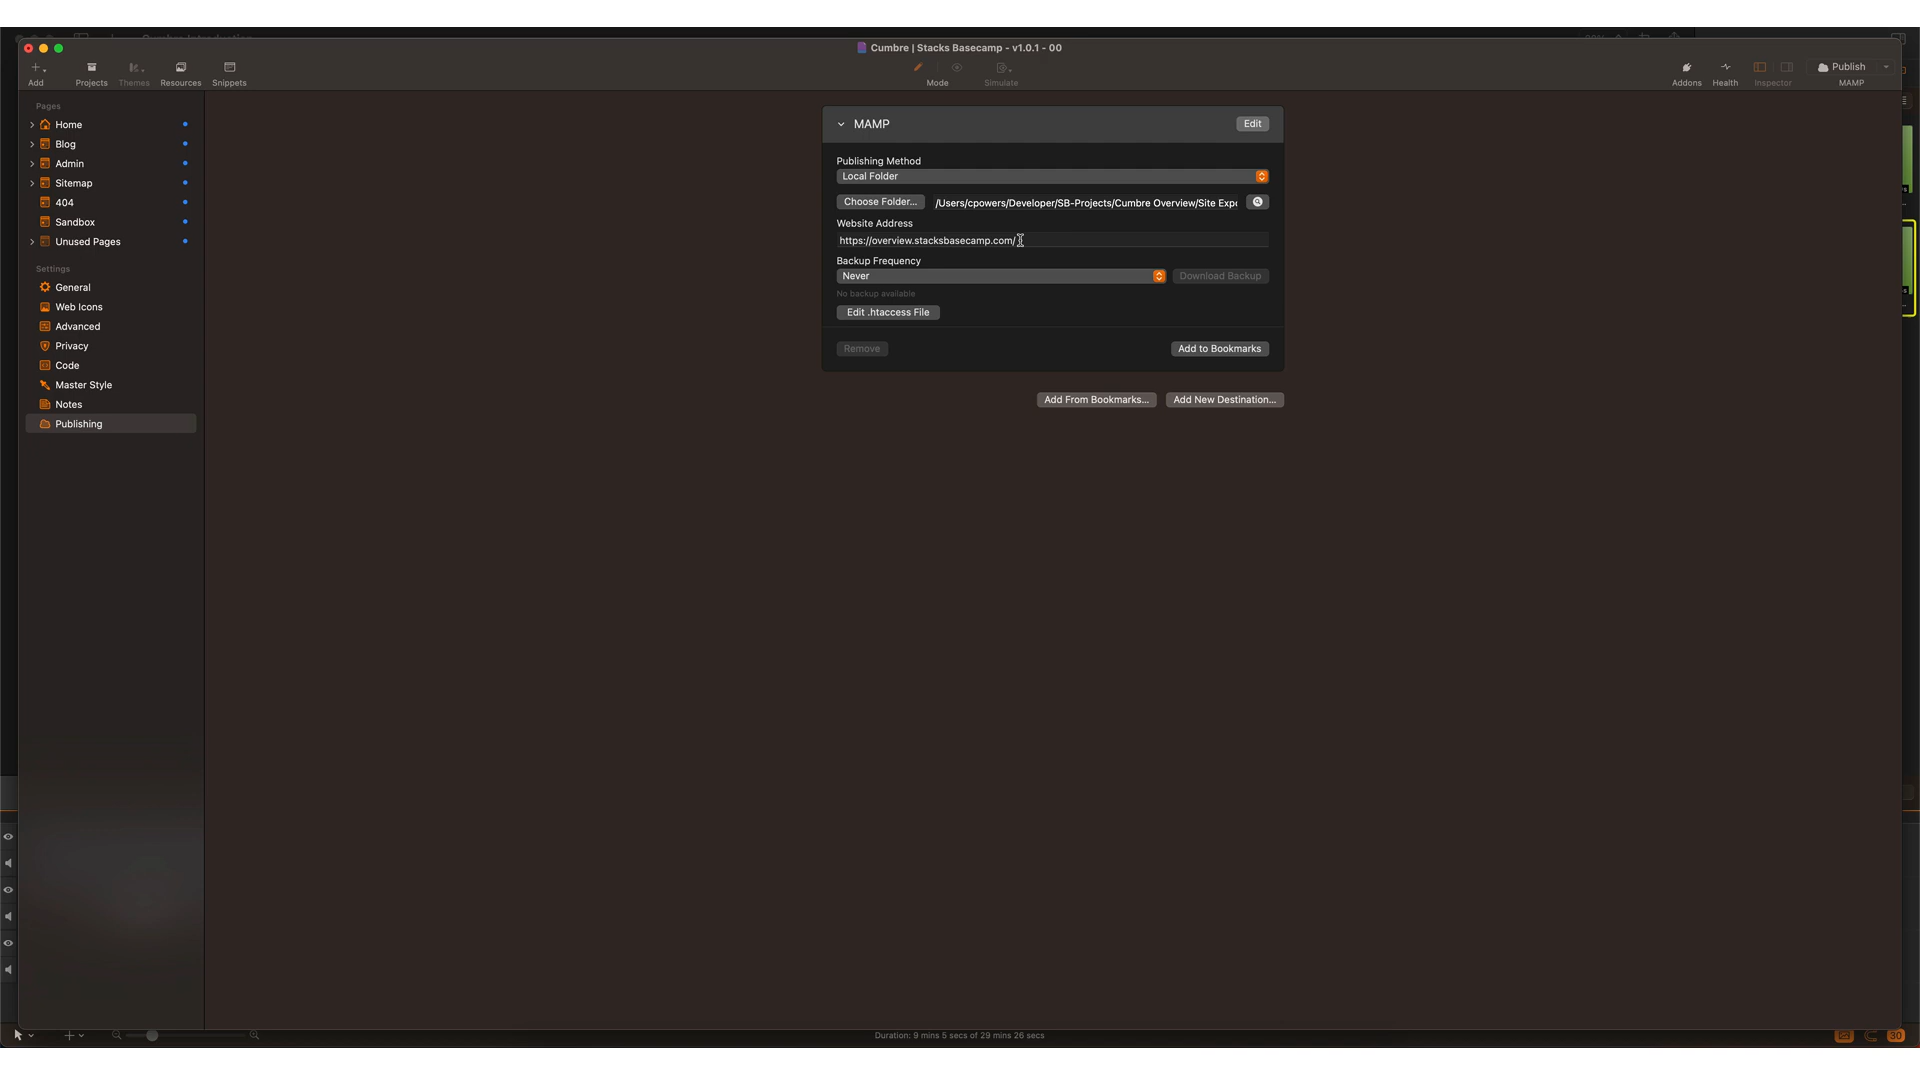 Cumbre | Stacks Basecamp - v1.0.1 - 00
Add
Projects
Themes
Resources
Snippets
Mode
Simulate
Addons
Health
Inspector
Publish
MAMP
Pages
Home
Blog
Admin
Sitemap
404
Sandbox
Unused Pages
Settings
General
Web Icons
Advanced
Privacy
Code
Master Style
Notes
Publishing
MAMP
Edit
Publishing Method
Local Folder
Choose Folder... /Users/cpowers/Developer/SB-Projects/Cumbre Overview/Site Expo
Website Address
https://overview.stacksbasecamp.com/
Backup Frequency
Never
Download Backup
No backup available
Edit .htaccess File
Remove
Add to Bookmarks
Add From Bookmarks...
Add New Destination...
Duration: 9 mins 5 secs of 29 mins 26 secs
30